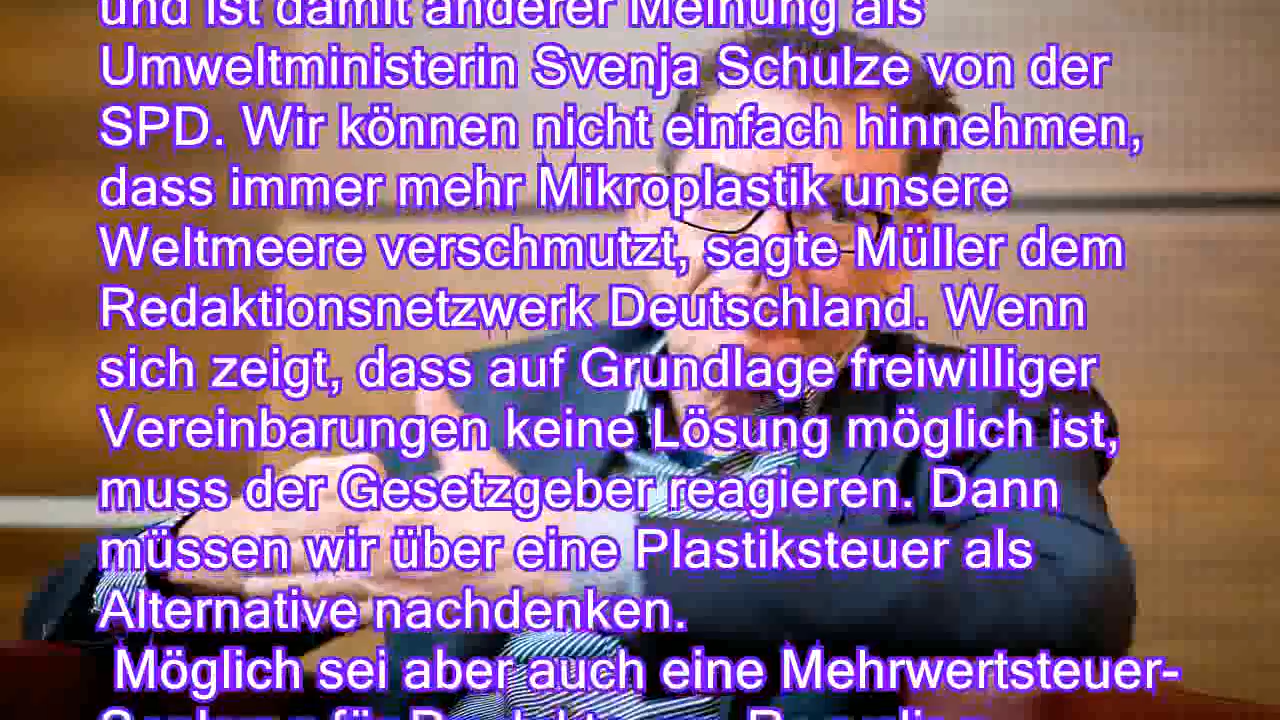 und ist damit anderer Meinung als
Umweltministerin Svenja Schulze von der
SPD. Wir können nicht einfach hinnehmen,
dass immer mehr Mikroplastik unsere
Weltmeere verschmutzt, sagte Müller dem
Redaktionsnetzwerk Deutschland. Wenn
sich zeigt, dass auf Grundlage freiwilliger
Vereinbarungen keine Lösung möglich ist,
muss der Gesetzgeber reagieren. Dann
müssen wir über eine Plastiksteuer als
Alternative nachdenken.
Möglich sei aber auch eine Mehrwertsteuer-